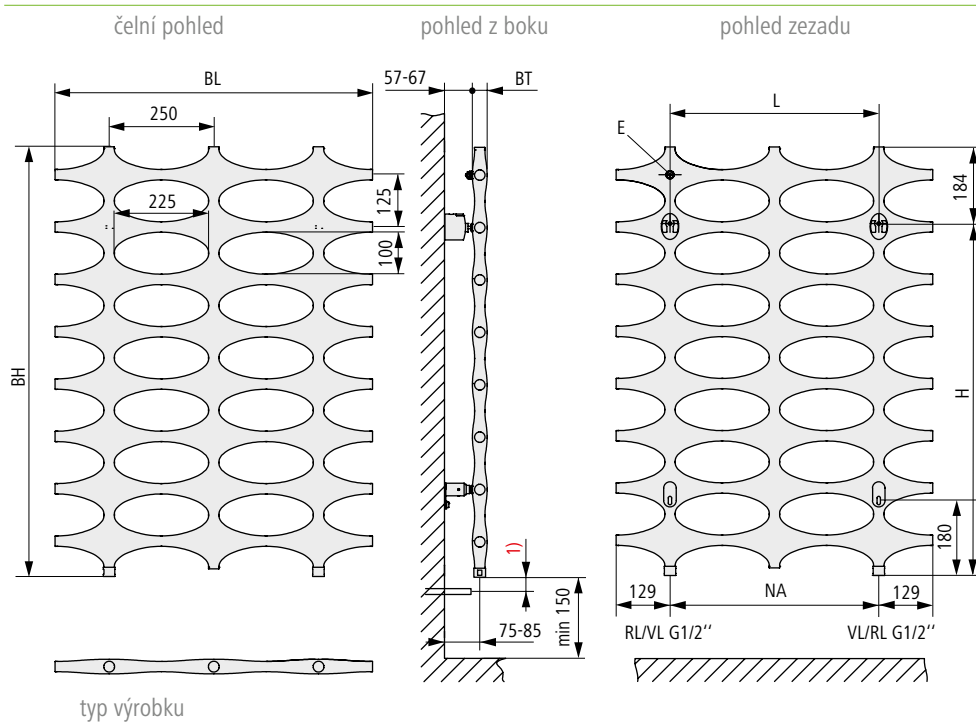 čelní pohled
pohled z boku
pohled zezadu
BL
250
225
125
100
BH
57-67
BT
1)
min 150
75-85
L
E
184
H
180
129
NA
129
RL/VL G1/2‘‘
VL/RL G1/2‘‘
typ výrobku